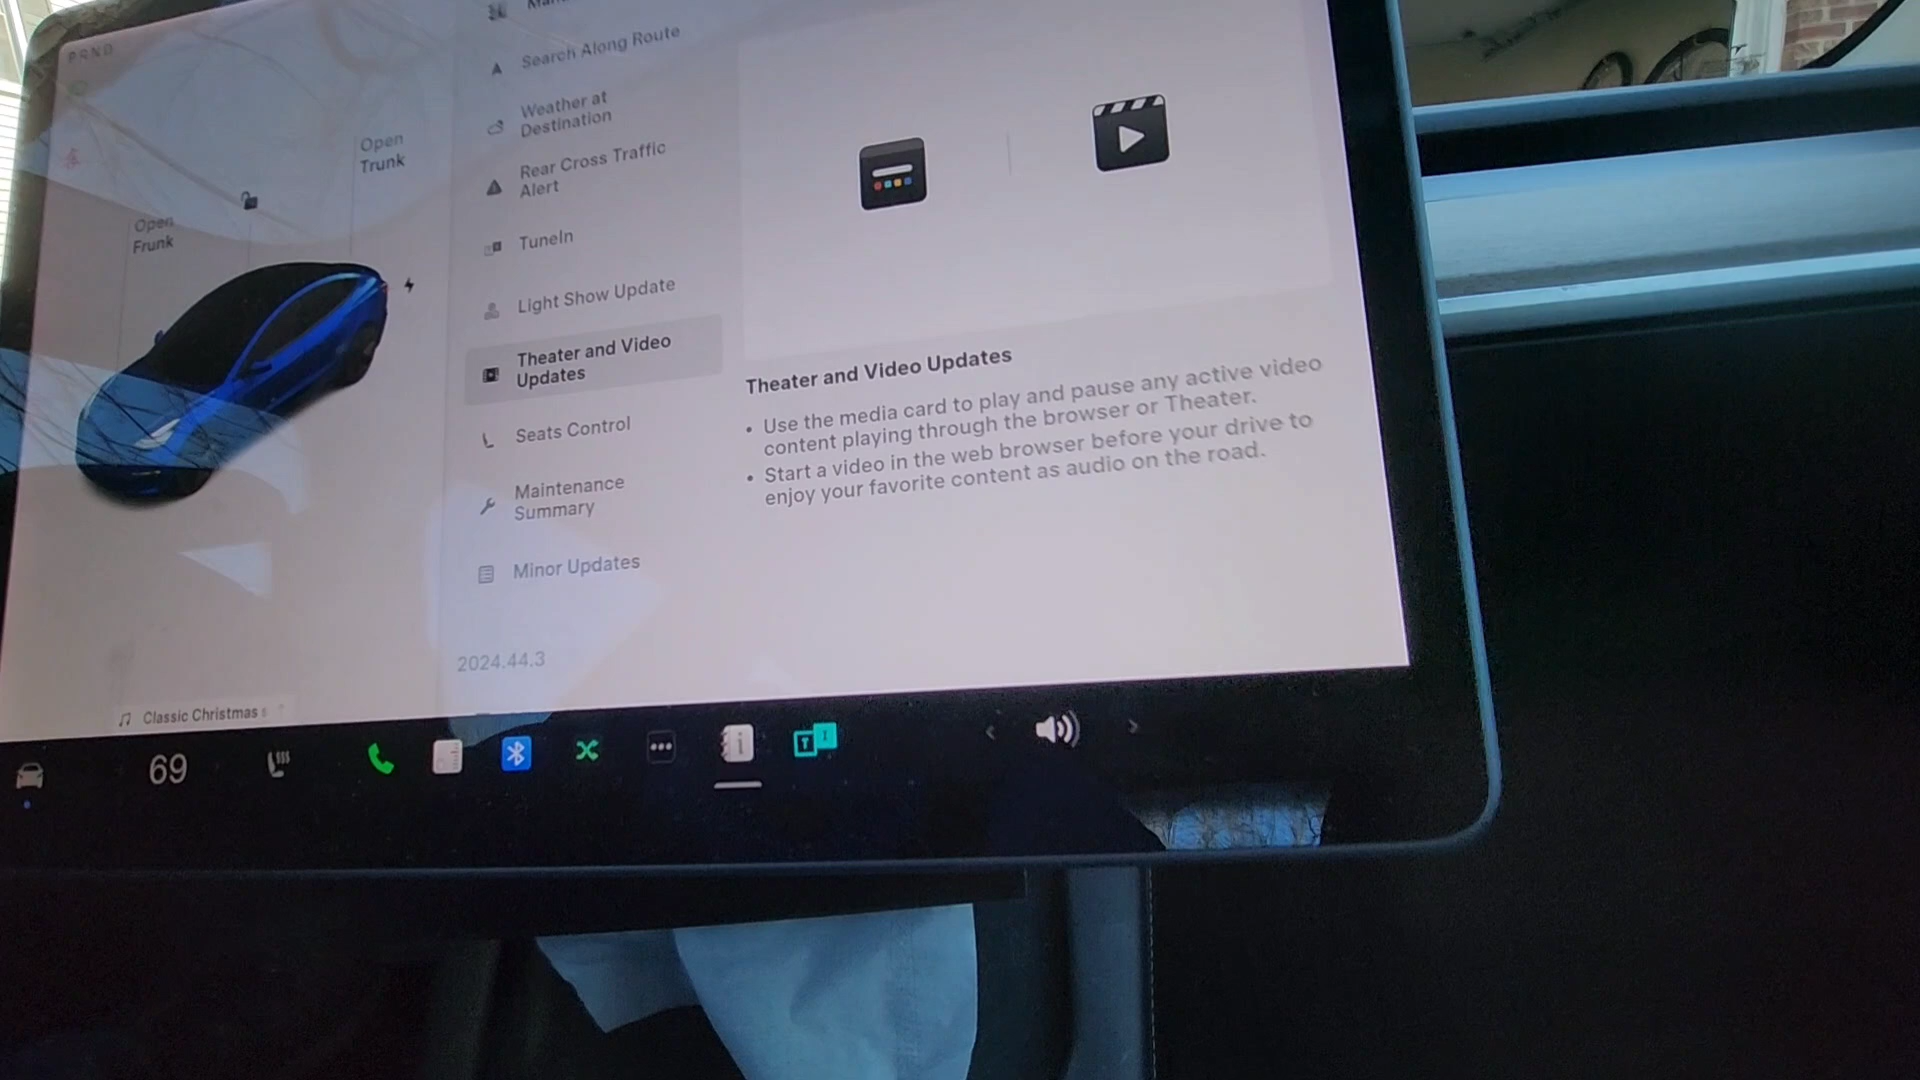 PRND
Open
Trunk
Open
Frunk
Search Along Route
Weather at
Destination
Rear Cross Traffic
Alert
TuneIn
Light Show Update
Theater and Video
Updates
Seats Control
Maintenance
Summary
Minor Updates
2024.44.3
Theater and Video Updates
• Use the media card to play and pause any active video
content playing through the browser or Theater.
• Start a video in the web browser before your drive to
enjoy your favorite content as audio on the road.
Classic Christmas
69
i
T I